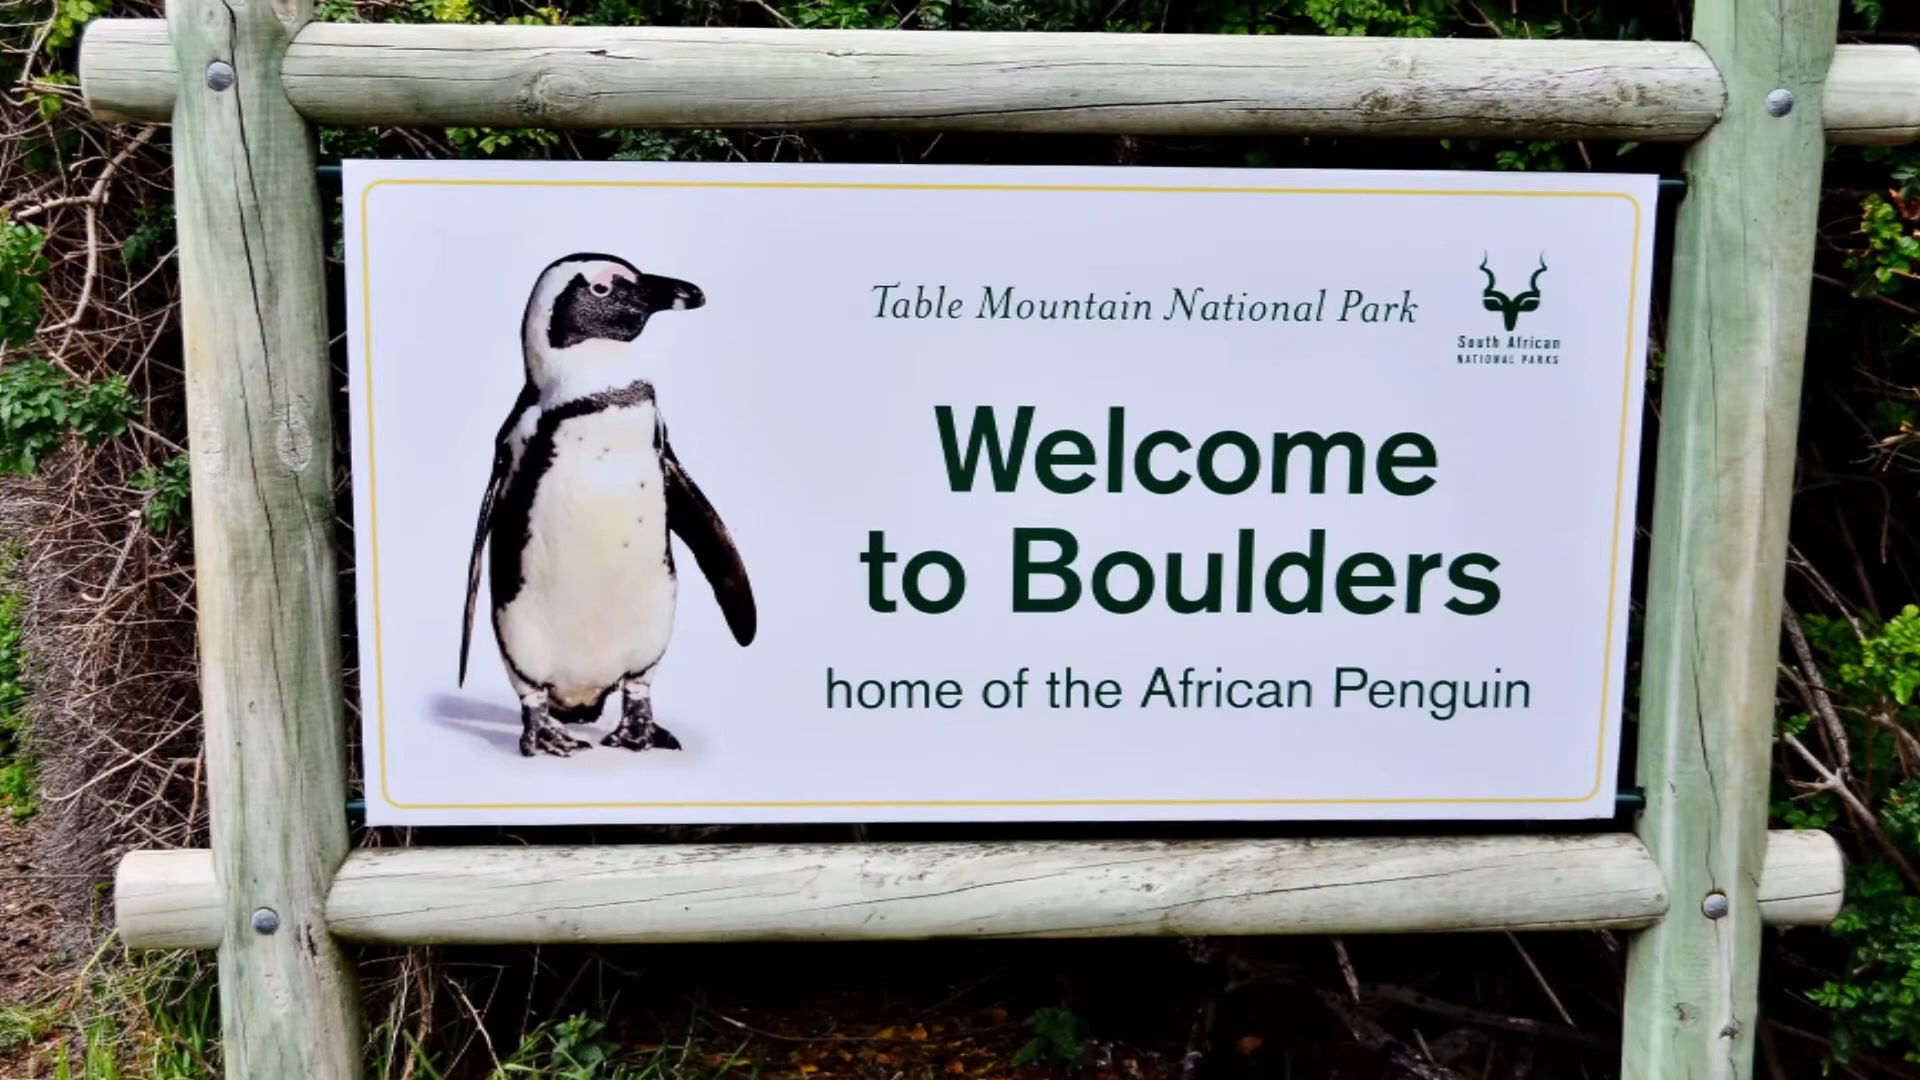 Table Mountain National Park
South African
NATIONAL PARKS
Welcome
to Boulders
home of the African Penguin